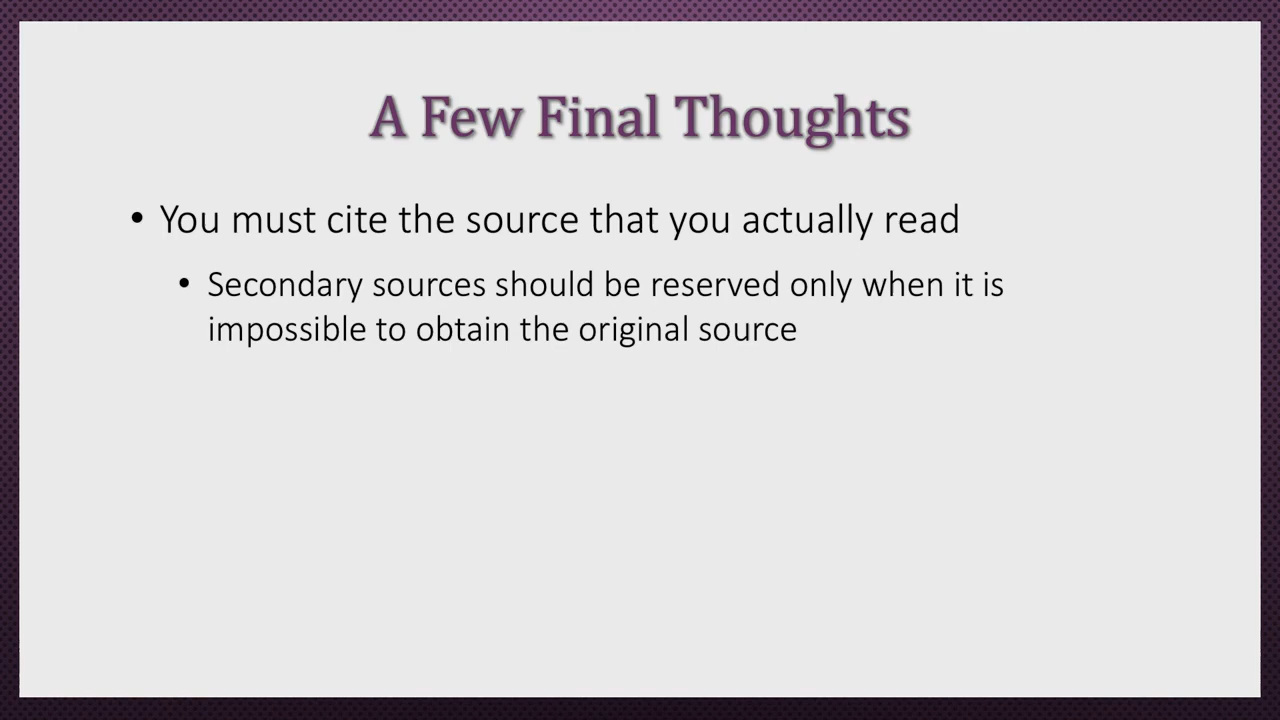 A Few Final Thoughts
• You must cite the source that you actually read
• Secondary sources should be reserved only when it is
impossible to obtain the original source